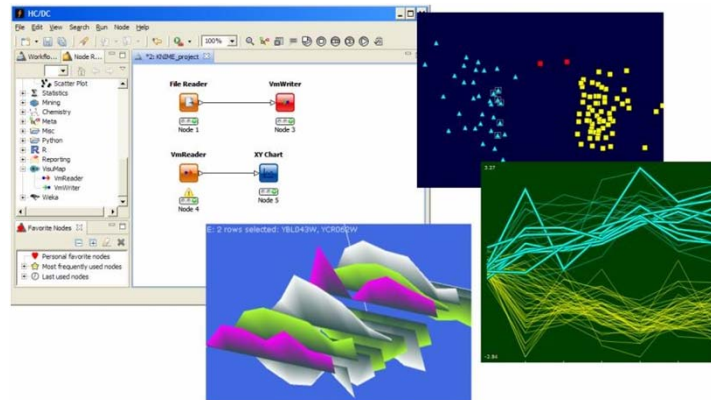 HC/DC
File Edit View Search Run Node Help
100%
Workflo...
Node R...
*2: KNIME_project
Scatter Plot
Statistics
Mining
Chemistry
Meta
Misc
Python
R
Reporting
VisuMap
VmReader
VmWriter
Weka
Favorite Nodes
Personal favorite nodes
Most frequently used nodes
Last used nodes
File Reader
VmWriter
Node 1
Node 3
VmReader
XY Chart
Node 4
Node 5
E: 2 rows selected: YBL043W, YCR062W
3.27
-2.84